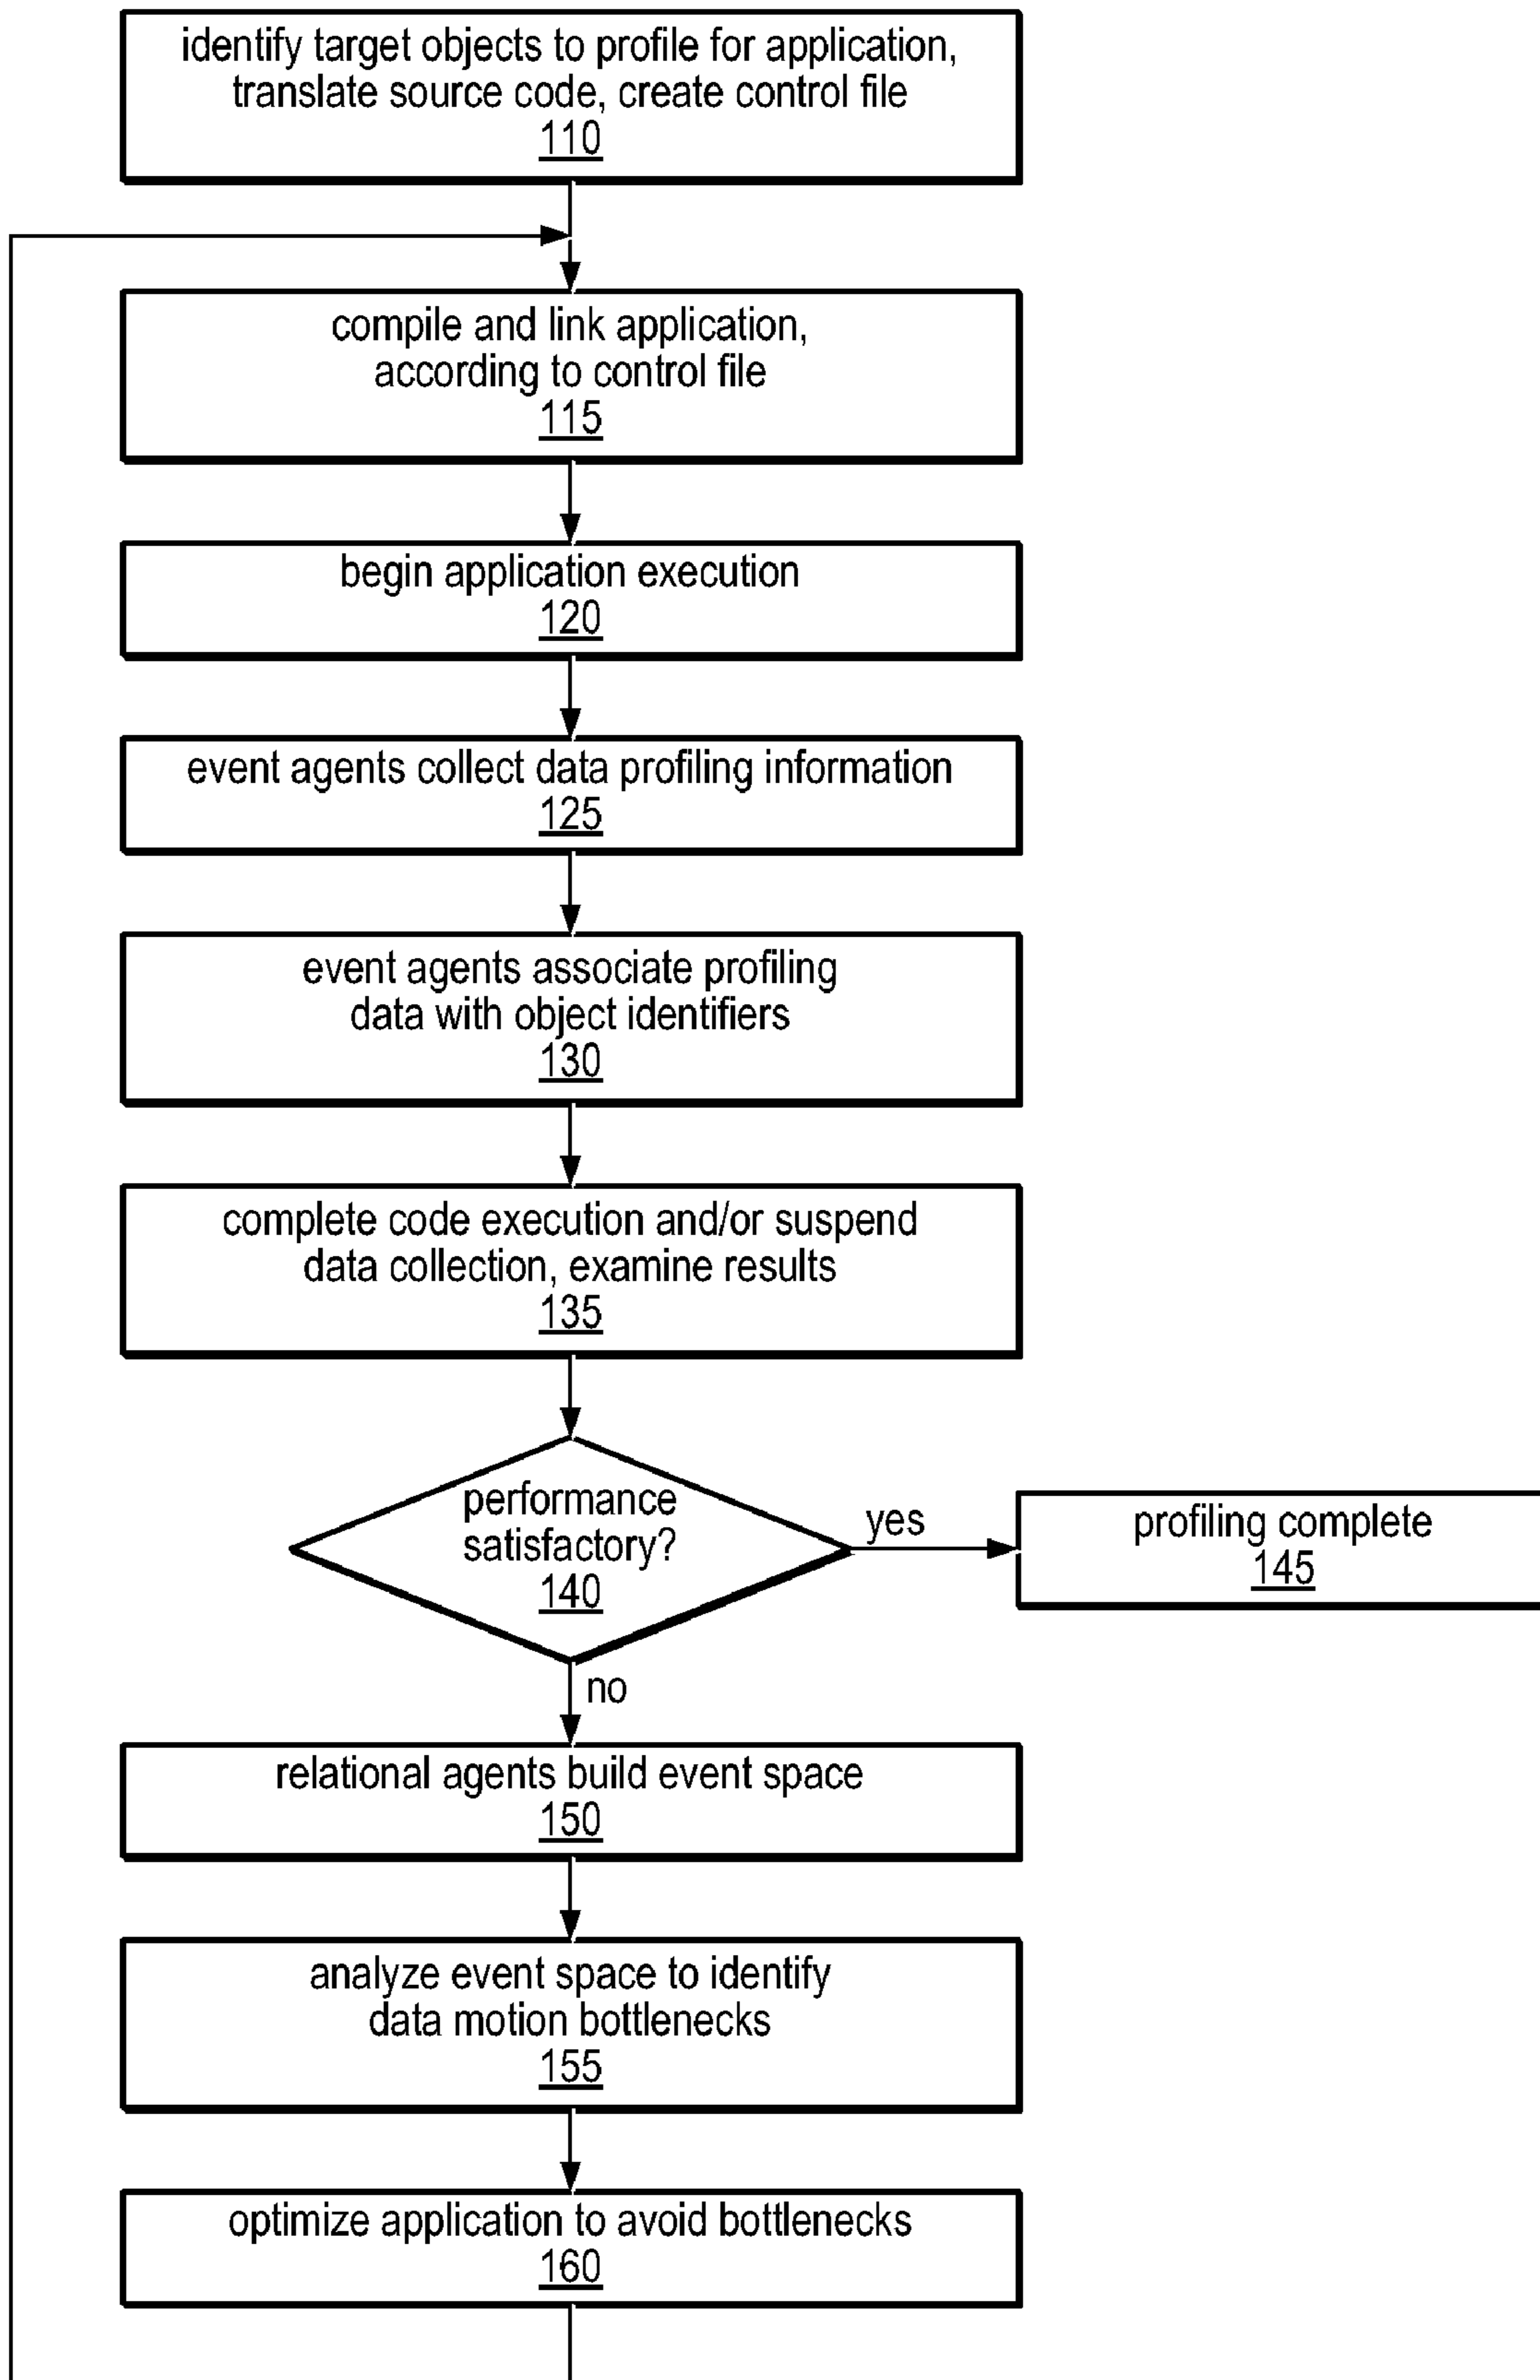 identify target objects to profile for application,
translate source code, create control file
110
compile and link application,
according to control file
115
begin application execution
120
event agents collect data profiling information
125
event agents associate profiling
data with object identifiers
130
complete code execution and/or suspend
data collection, examine results
135
performance
satisfactory?
140
yes
profiling complete
145
no
relational agents build event space
150
analyze event space to identify
data motion bottlenecks
155
optimize application to avoid bottlenecks
160